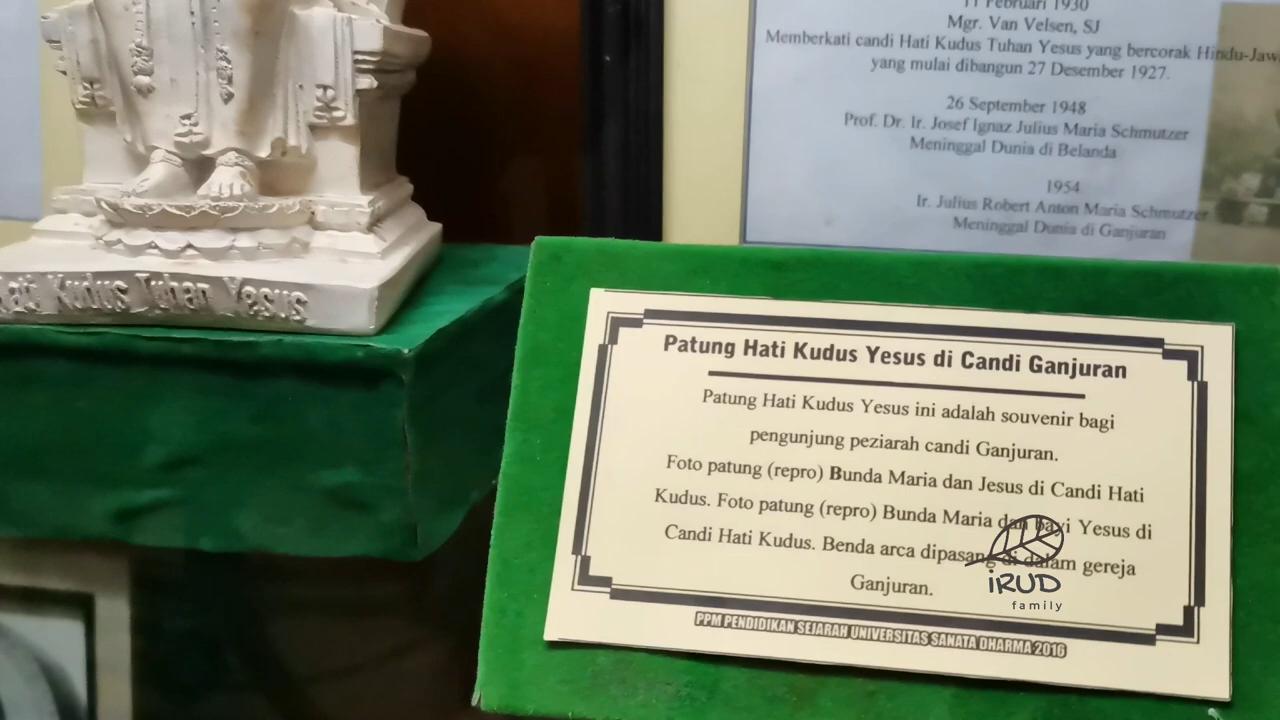 11 Februari 1930
Mgr. Van Velsen, SJ
Memberkati candi Hati Kudus Tuhan Yesus yang bercorak Hindu-Jaw
yang mulai dibangun 27 Desember 1927.
26 September 1948
Prof. Dr. Ir. Josef Ignaz Julius Maria Schmutzer
Meninggal Dunia di Belanda
1954
Ir. Julius Robert Anton Maria Schmutzer
Meninggal Dunia di Ganjuran
Kudus Tuhan Yesus
Patung Hati Kudus Yesus di Candi Ganjuran
Patung Hati Kudus Yesus ini adalah souvenir bagi
pengunjung peziarah candi Ganjuran.
Foto patung (repro) Bunda Maria dan Jesus di Candi Hati
Kudus. Foto patung (repro) Bunda Maria dan bayi Yesus di
Candi Hati Kudus. Benda arca dipasang di dalam gereja
Ganjuran.
PPM PENDIDIKAN SEJARAH UNIVERSITAS SANATA DHARMA 2016
iRUD
family